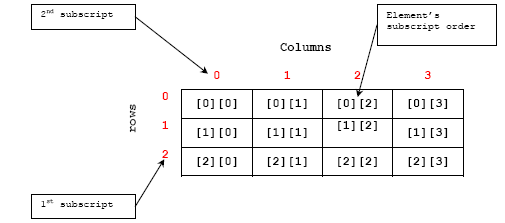 2nd subscript
Element's
subscript order
Columns
0 1 2 3
rows
0 [0][0] [0][1] [0][2] [0][3]
1 [1][0] [1][1] [1][2] [1][3]
2 [2][0] [2][1] [2][2] [2][3]
1st subscript